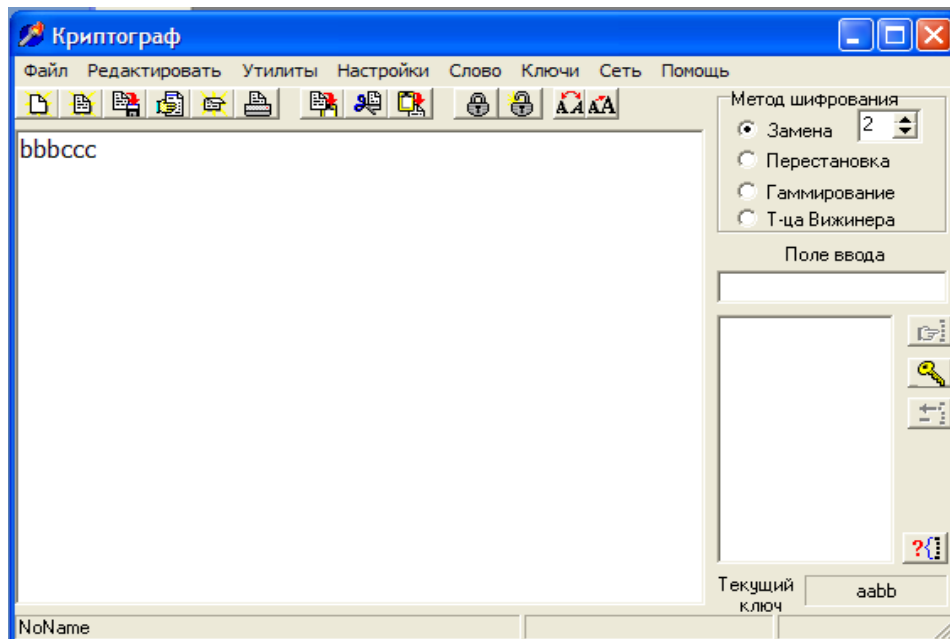 Криптограф
Файл Редактировать Утилиты Настройки Слово Ключи Сеть Помощь
bbbccc
Метод шифрования
Замена 2
Перестановка
Гаммирование
Т-ца Вижинера
Поле ввода
Текущий
ключ
aabb
NoName